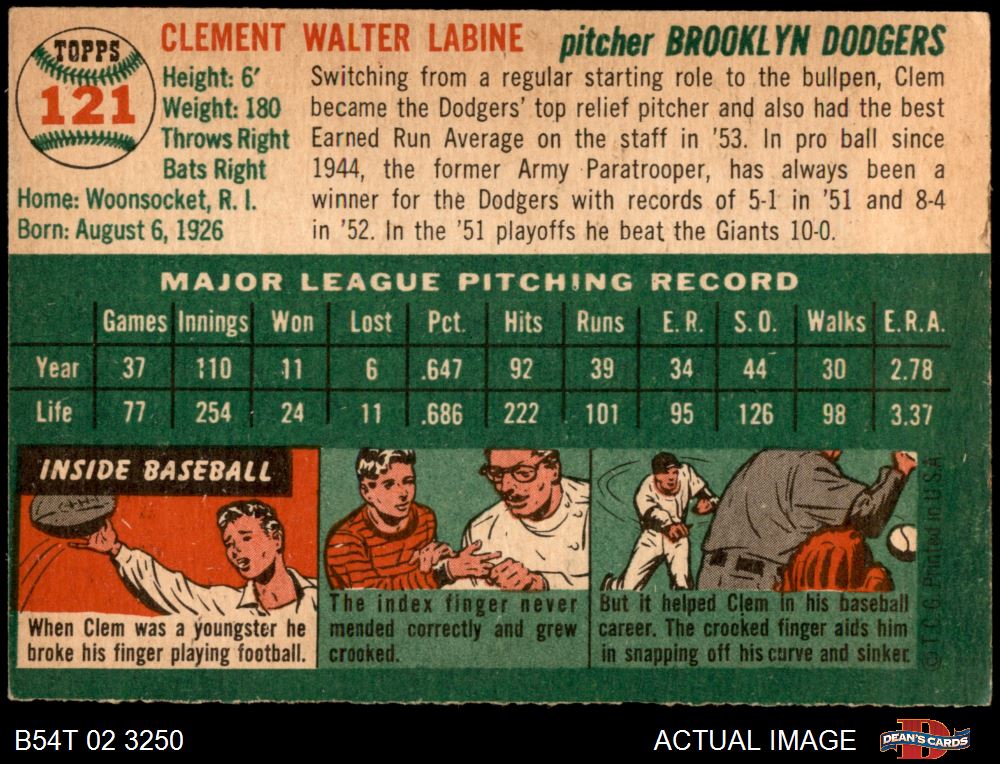 TOPPS
121
CLEMENT WALTER LABINE pitcher BROOKLYN DODGERS
Height: 6'
Weight: 180
Throws Right
Bats Right
Home: Woonsocket, R. I.
Born: August 6, 1926
Switching from a regular starting role to the bullpen, Clem
became the Dodgers' top relief pitcher and also had the best
Earned Run Average on the staff in '53. In pro ball since
1944, the former Army Paratrooper, has always been a
winner for the Dodgers with records of 5-1 in '51 and 8-4
in '52. In the '51 playoffs he beat the Giants 10-0.
MAJOR LEAGUE PITCHING RECORD
Games Innings Won Lost Pct. Hits Runs E. R. S. O. Walks E.R.A.
Year 37 110 11 6 .647 92 39 34 44 30 2.78
Life 77 254 24 11 .686 222 101 95 126 98 3.37
INSIDE BASEBALL
When Clem was a youngster he
broke his finger playing football.
The index finger never
mended correctly and grew
crooked.
But it helped Clem in his baseball
career. The crooked finger aids him
in snapping off his curve and sinker.
© T. C. G. Printed in U.S.A.
B54T 02 3250
ACTUAL IMAGE
D
DEAN'S CARDS